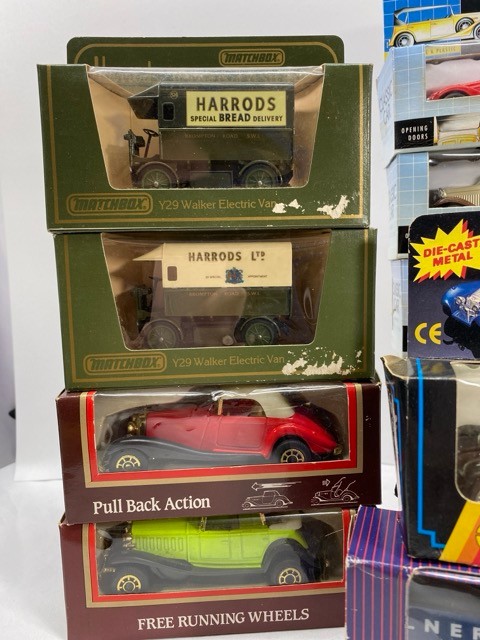 MATCHBOX
HARRODS
SPECIAL BREAD DELIVERY
MATCHBOX
Y29 Walker Electric Van
HARRODS LTD
MATCHBOX
Y29 Walker Electric Van
Pull Back Action
FREE RUNNING WHEELS
OPENING
DOORS
DIE-CAST
METAL
CE